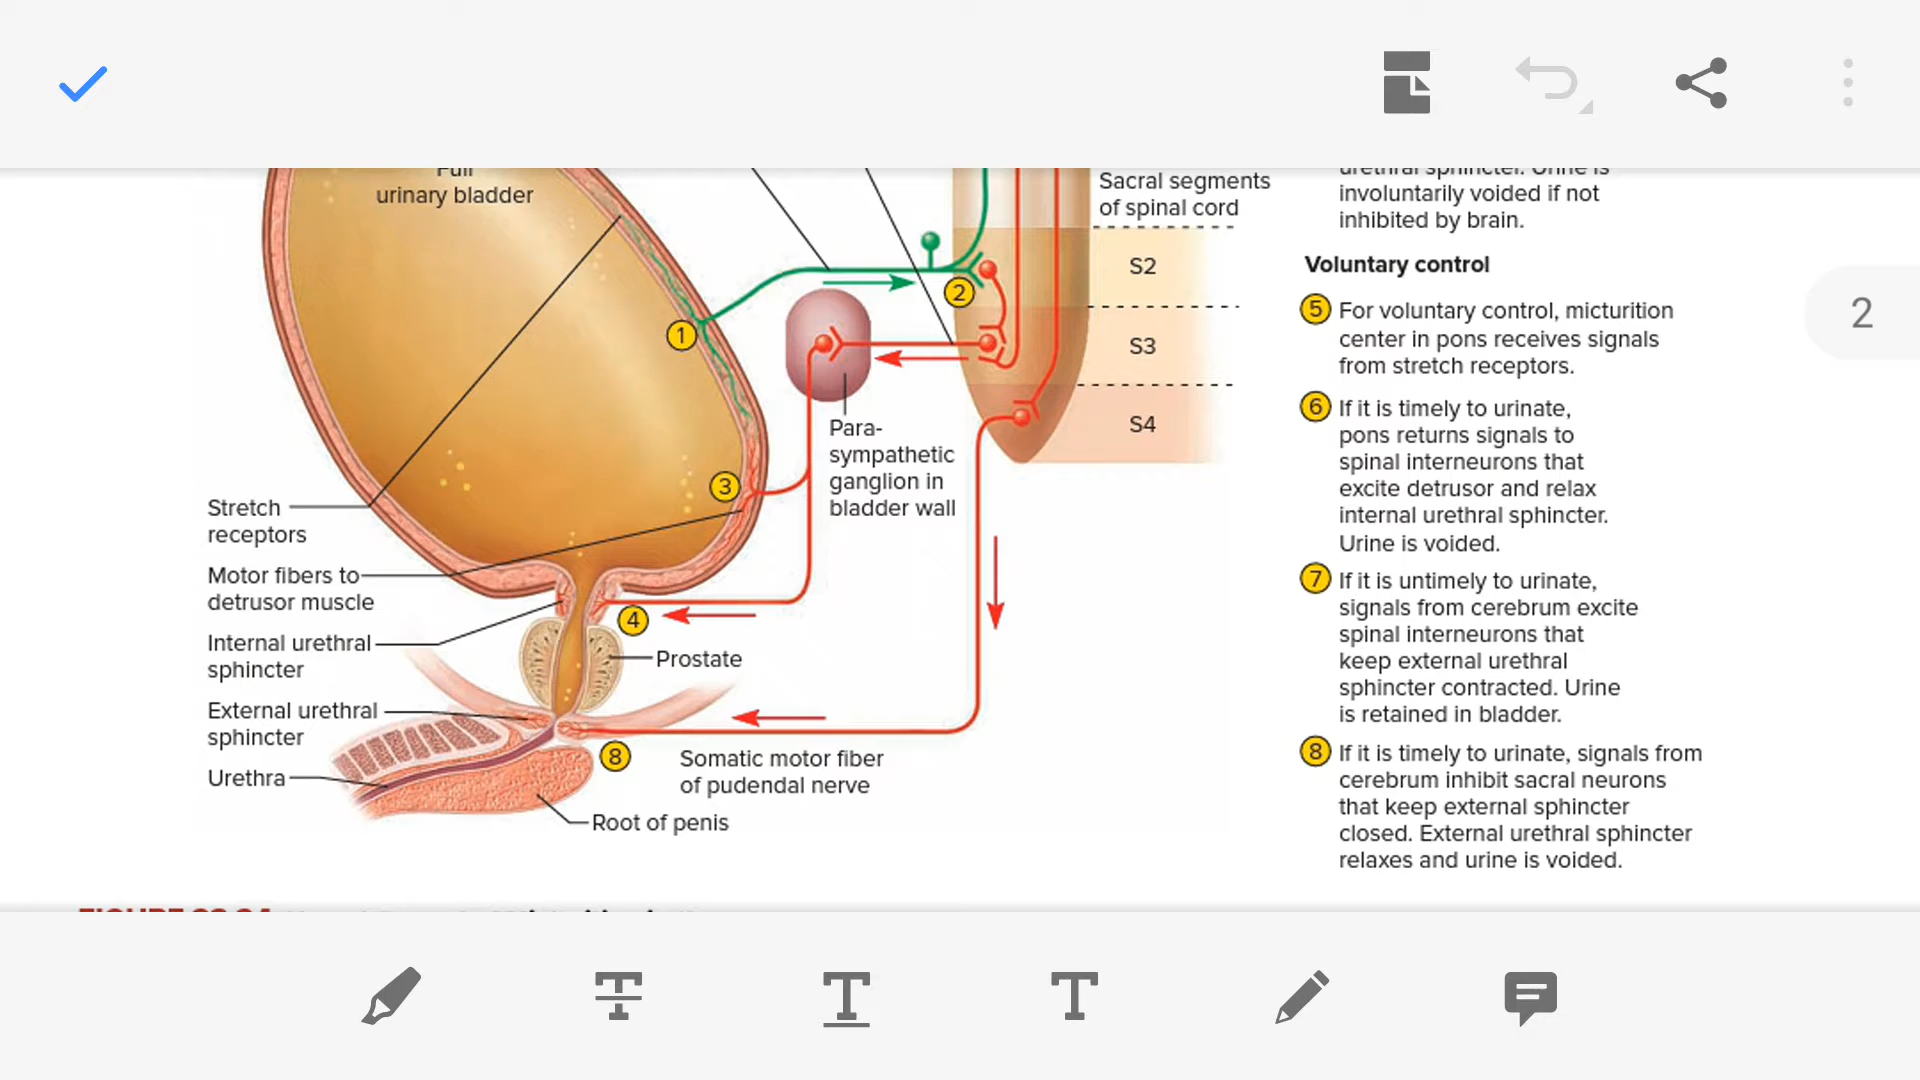 Full
urinary bladder
Sacral segments
of spinal cord
S2
S3
S4
1
2
3
4
8
Para-
sympathetic
ganglion in
bladder wall
Stretch
receptors
Motor fibers to
detrusor muscle
Internal urethral
sphincter
External urethral
sphincter
Urethra
Prostate
Somatic motor fiber
of pudendal nerve
Root of penis
urethral sphincter. Urine is
involuntarily voided if not
inhibited by brain.
Voluntary control
5 For voluntary control, micturition
center in pons receives signals
from stretch receptors.
6 If it is timely to urinate,
pons returns signals to
spinal interneurons that
excite detrusor and relax
internal urethral sphincter.
Urine is voided.
7 If it is untimely to urinate,
signals from cerebrum excite
spinal interneurons that
keep external urethral
sphincter contracted. Urine
is retained in bladder.
8 If it is timely to urinate, signals from
cerebrum inhibit sacral neurons
that keep external sphincter
closed. External urethral sphincter
relaxes and urine is voided.
2